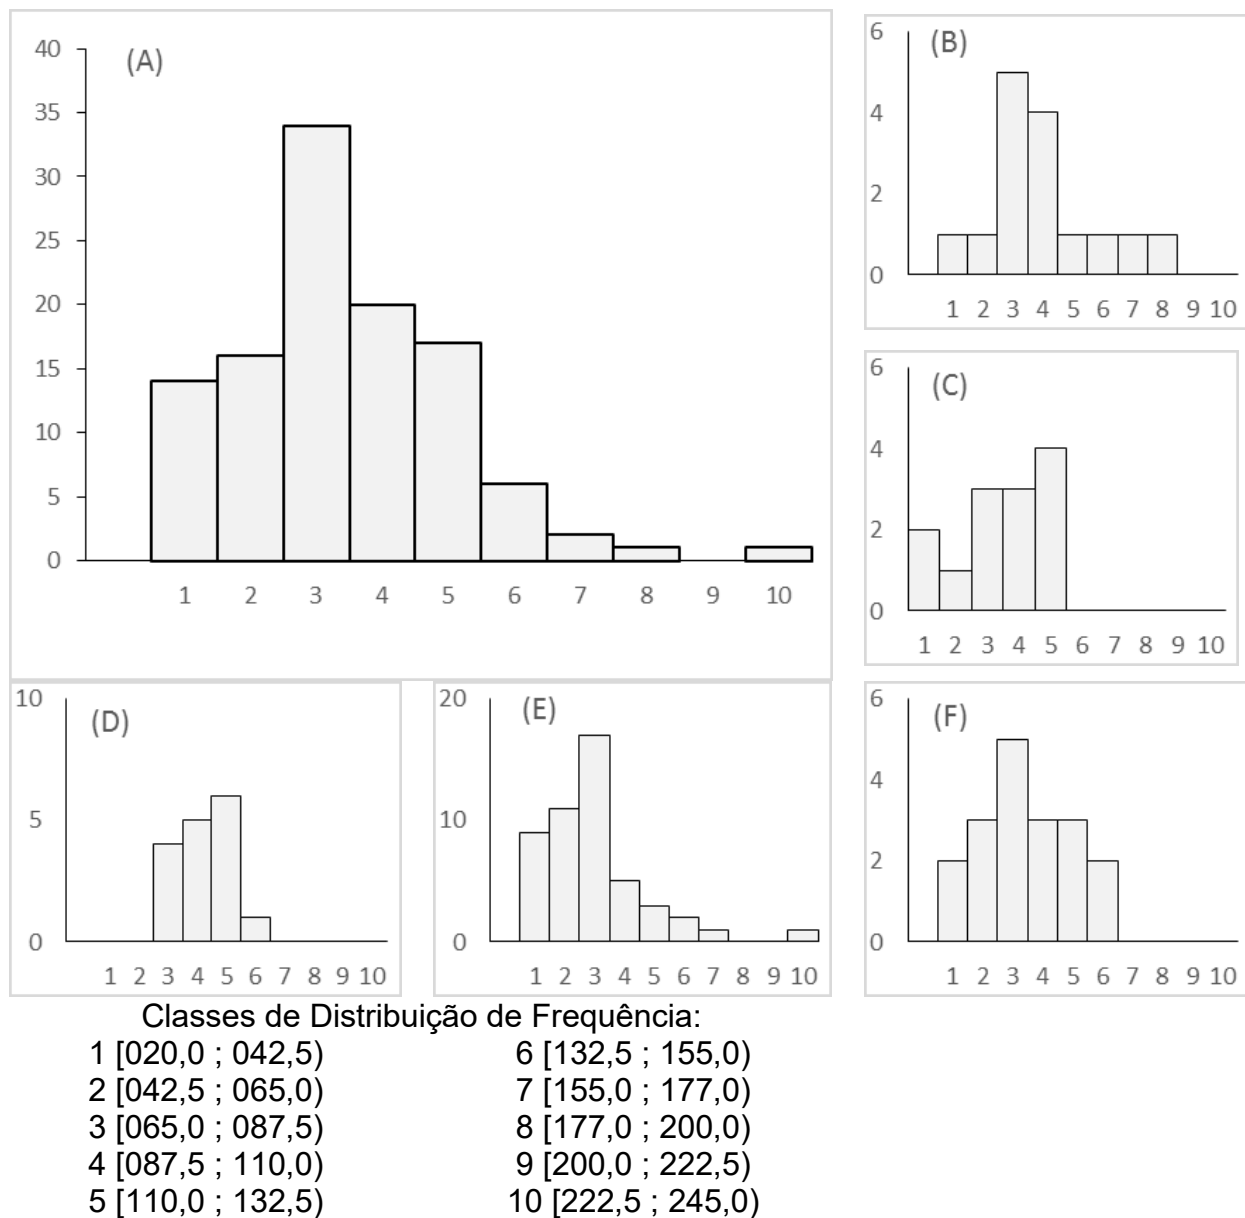 (A)
40
35
30
25
20
15
10
5
0
1 2 3 4 5 6 7 8 9 10
(B)
6
4
2
0
1 2 3 4 5 6 7 8 9 10
(C)
6
4
2
0
1 2 3 4 5 6 7 8 9 10
(D)
10
5
0
1 2 3 4 5 6 7 8 9 10
(E)
20
10
0
1 2 3 4 5 6 7 8 9 10
(F)
6
4
2
0
1 2 3 4 5 6 7 8 9 10
Classes de Distribuição de Frequência:
1 [020,0 ; 042,5)
2 [042,5 ; 065,0)
3 [065,0 ; 087,5)
4 [087,5 ; 110,0)
5 [110,0 ; 132,5)
6 [132,5 ; 155,0)
7 [155,0 ; 177,0)
8 [177,0 ; 200,0)
9 [200,0 ; 222,5)
10 [222,5 ; 245,0)